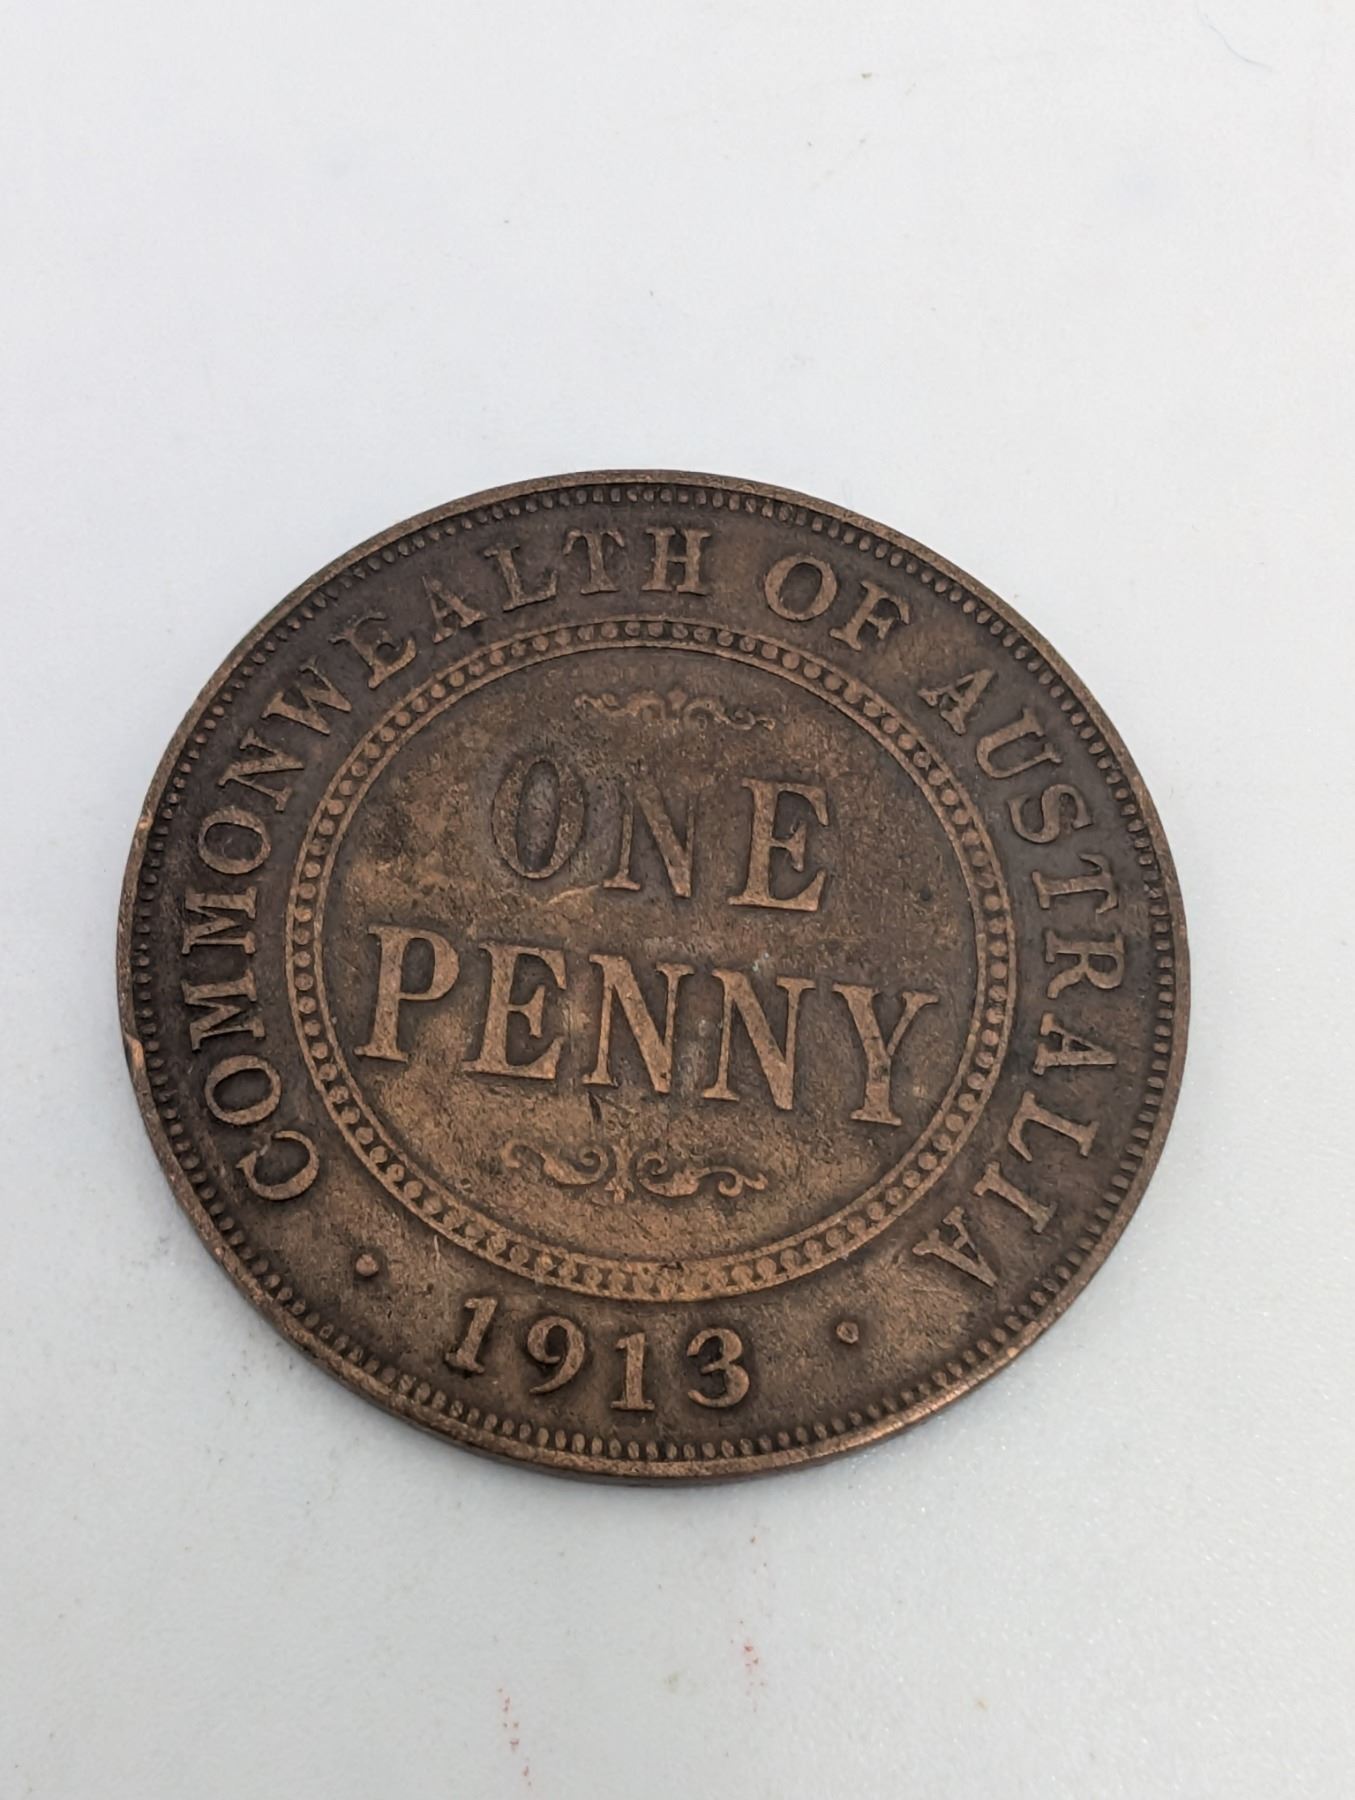 COMMONWEALTH OF AUSTRALIA
ONE
PENNY
· 1913 ·